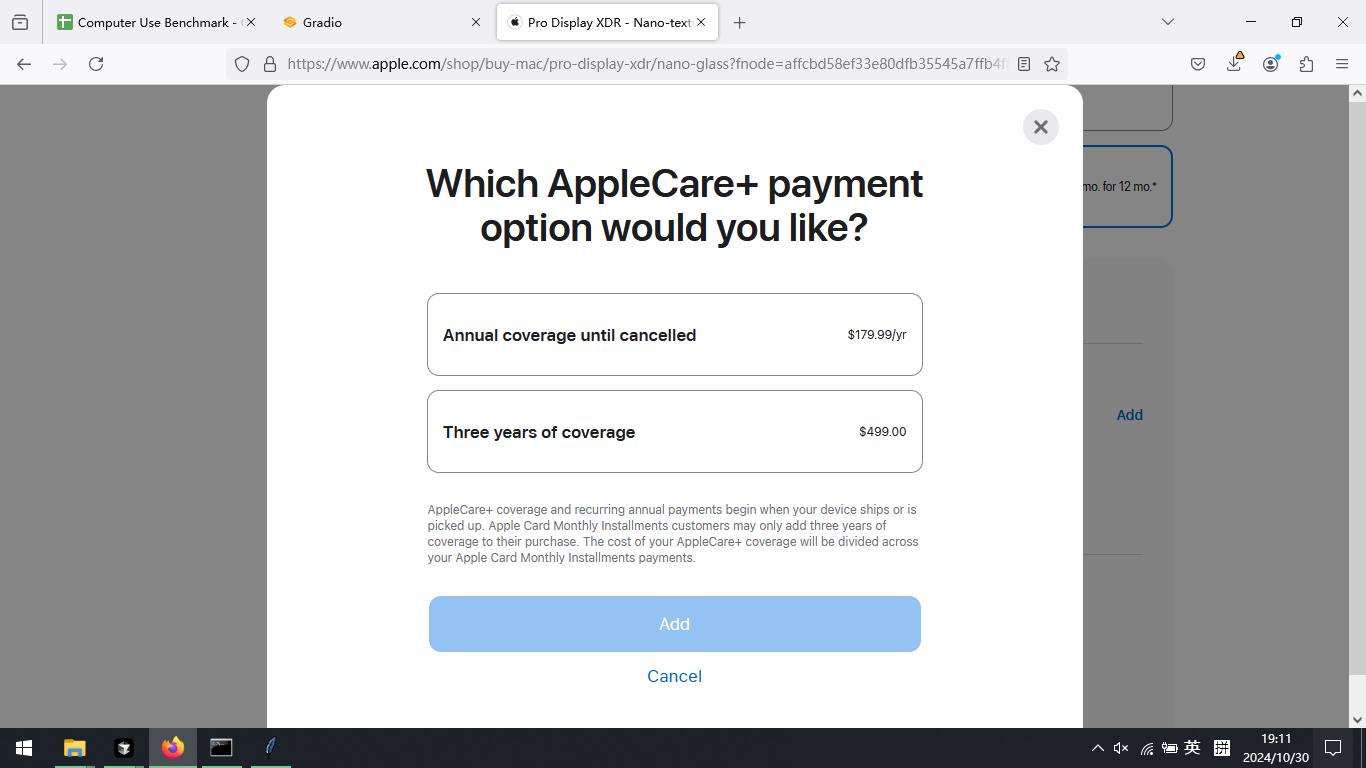 Computer Use Benchmark -
Gradio
Pro Display XDR - Nano-text
https://www.apple.com/shop/buy-mac/pro-display-xdr/nano-glass?fnode=affcbd58ef33e80dfb35545a7ffb4f
mo. for 12 mo.*
Which AppleCare+ payment
option would you like?
Annual coverage until cancelled
$179.99/yr
Three years of coverage
$499.00
Add
AppleCare+ coverage and recurring annual payments begin when your device ships or is
picked up. Apple Card Monthly Installments customers may only add three years of
coverage to their purchase. The cost of your AppleCare+ coverage will be divided across
your Apple Card Monthly Installments payments.
Add
Cancel
英
拼
19:11
2024/10/30